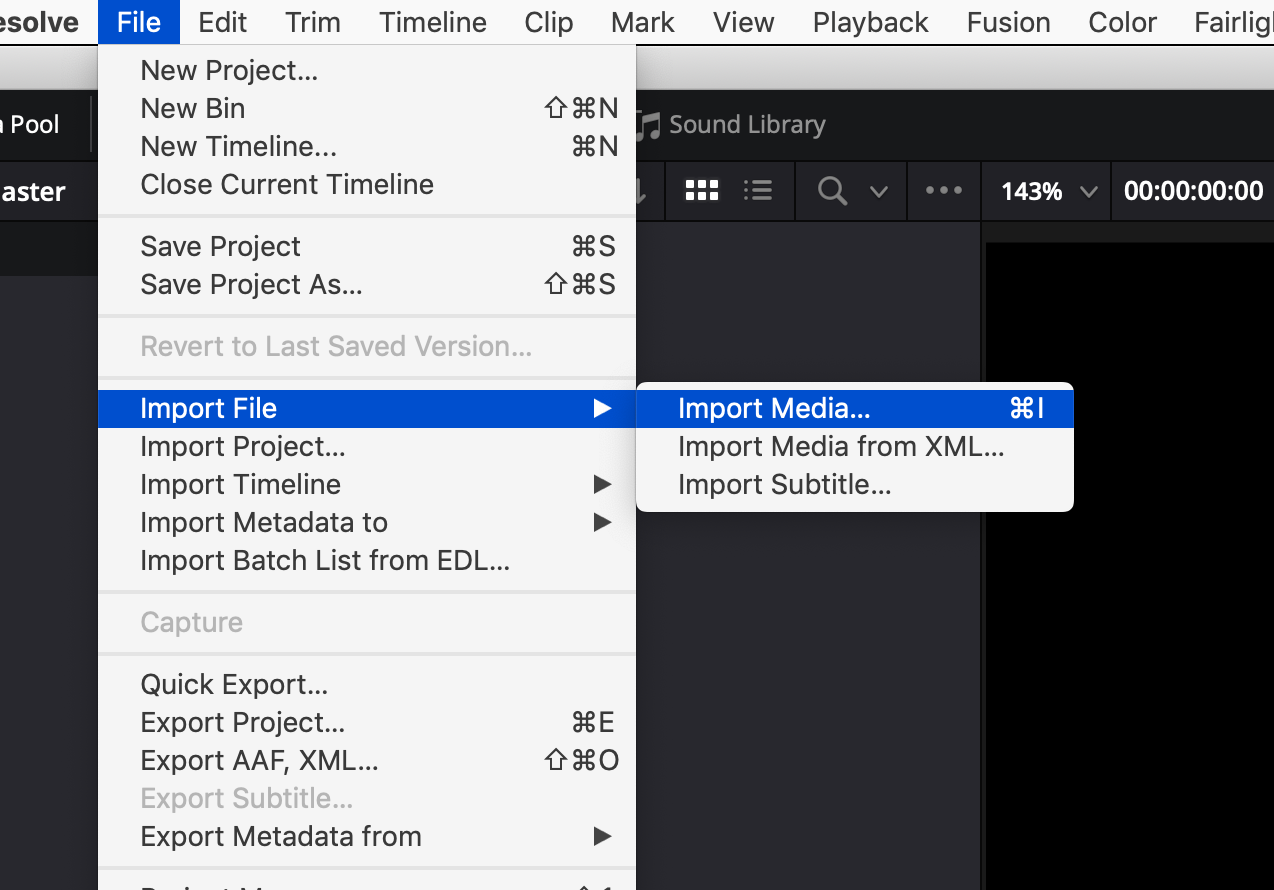 esolve File Edit Trim Timeline Clip Mark View Playback Fusion Color Fairlig
a Pool Sound Library
aster 143% 00:00:00:00
New Project...
New Bin ⇧⌘N
New Timeline... ⌘N
Close Current Timeline
Save Project ⌘S
Save Project As... ⇧⌘S
Revert to Last Saved Version...
Import File ▶
Import Media... ⌘I
Import Media from XML...
Import Subtitle...
Import Project...
Import Timeline ▶
Import Metadata to ▶
Import Batch List from EDL...
Capture
Quick Export...
Export Project... ⌘E
Export AAF, XML... ⇧⌘O
Export Subtitle...
Export Metadata from ▶